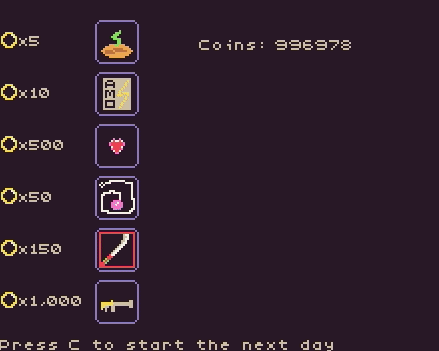 x5
Coins: 996978
x10
x500
x50
x150
x1,000
Press C to start the next day